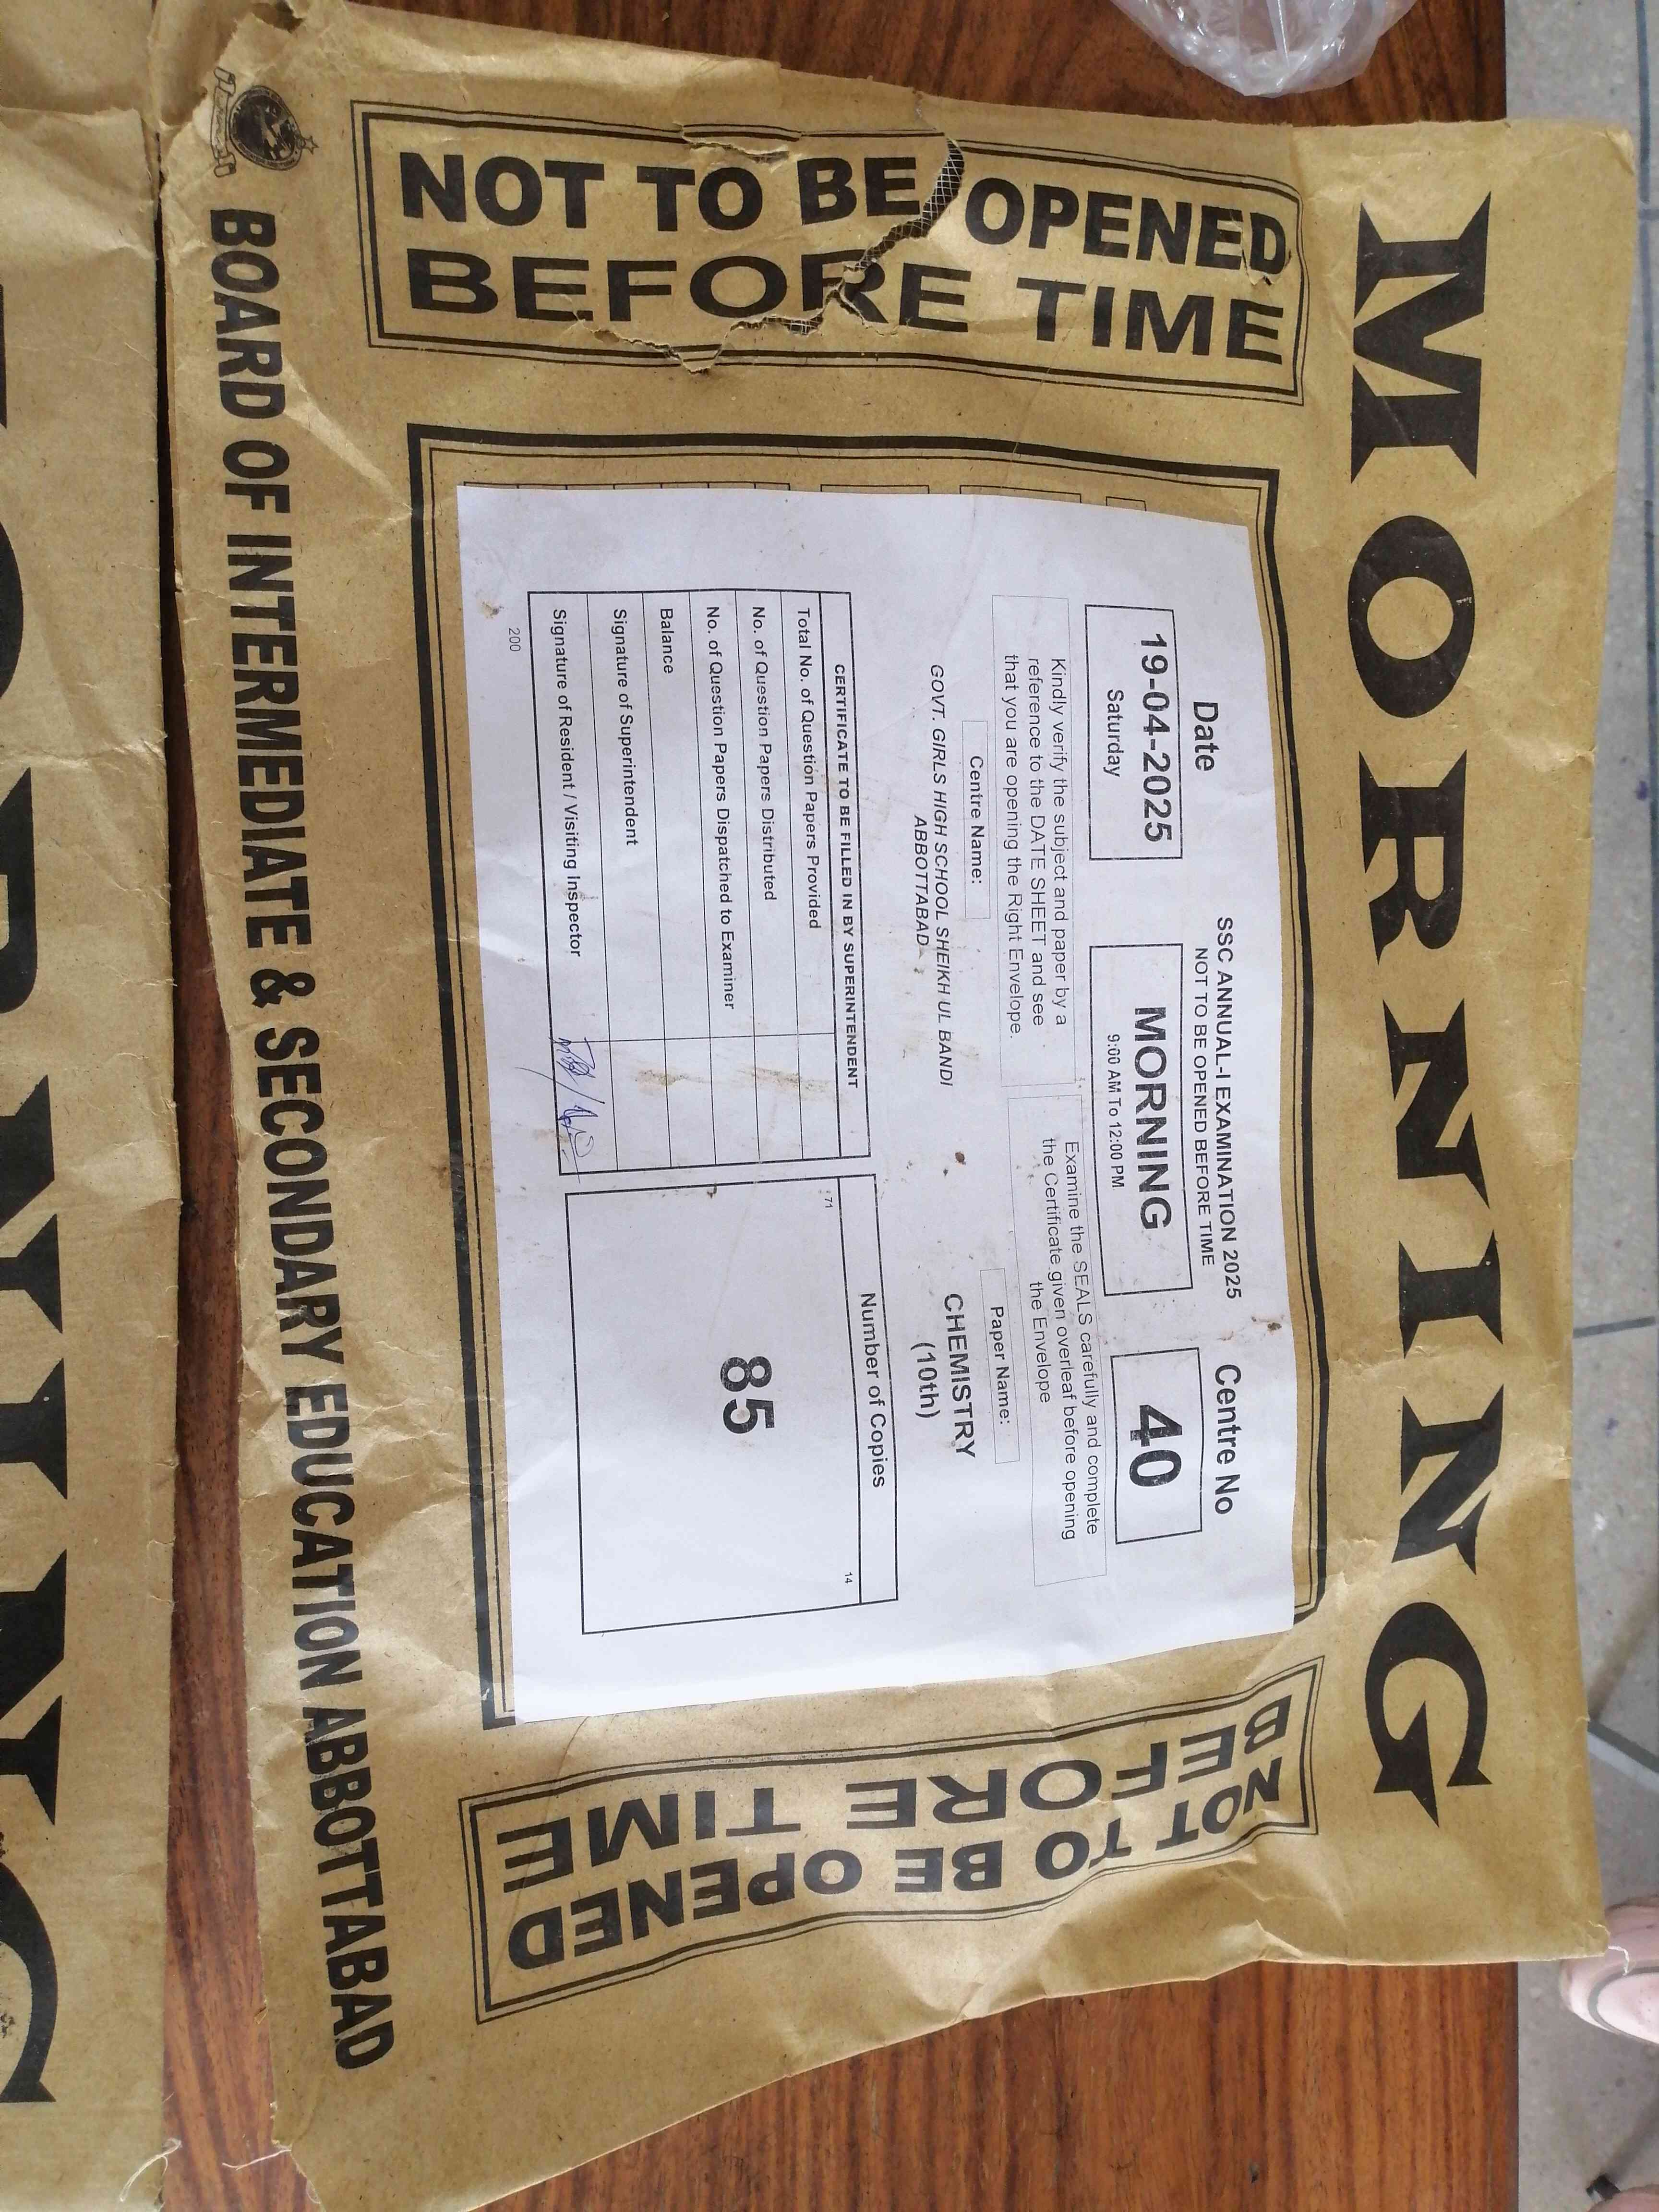 MORNING
NOT TO BE OPENED
BEFORE TIME
SSC ANNUAL-I EXAMINATION 2025
NOT TO BE OPENED BEFORE TIME
Date
19-04-2025
Saturday
MORNING
9:00 AM To 12:00 PM
Centre No
40
Kindly verify the subject and paper by a
reference to the DATE SHEET and see
that you are opening the Right Envelope.
Examine the SEALS carefully and complete
the Certificate given overleaf before opening
the Envelope
Centre Name:
GOVT. GIRLS HIGH SCHOOL SHEIKH UL BANDI
ABBOTTABAD
Paper Name:
CHEMISTRY
(10th)
CERTIFICATE TO BE FILLED IN BY SUPERINTENDENT
Total No. of Question Papers Provided
No. of Question Papers Distributed
No. of Question Papers Dispatched to Examiner
Balance
Signature of Superintendent
Signature of Resident / Visiting Inspector
200
Number of Copies
71
14
85
NOT TO BE OPENED
BEFORE TIME
BOARD OF INTERMEDIATE & SECONDARY EDUCATION ABBOTTABAD
MORNING